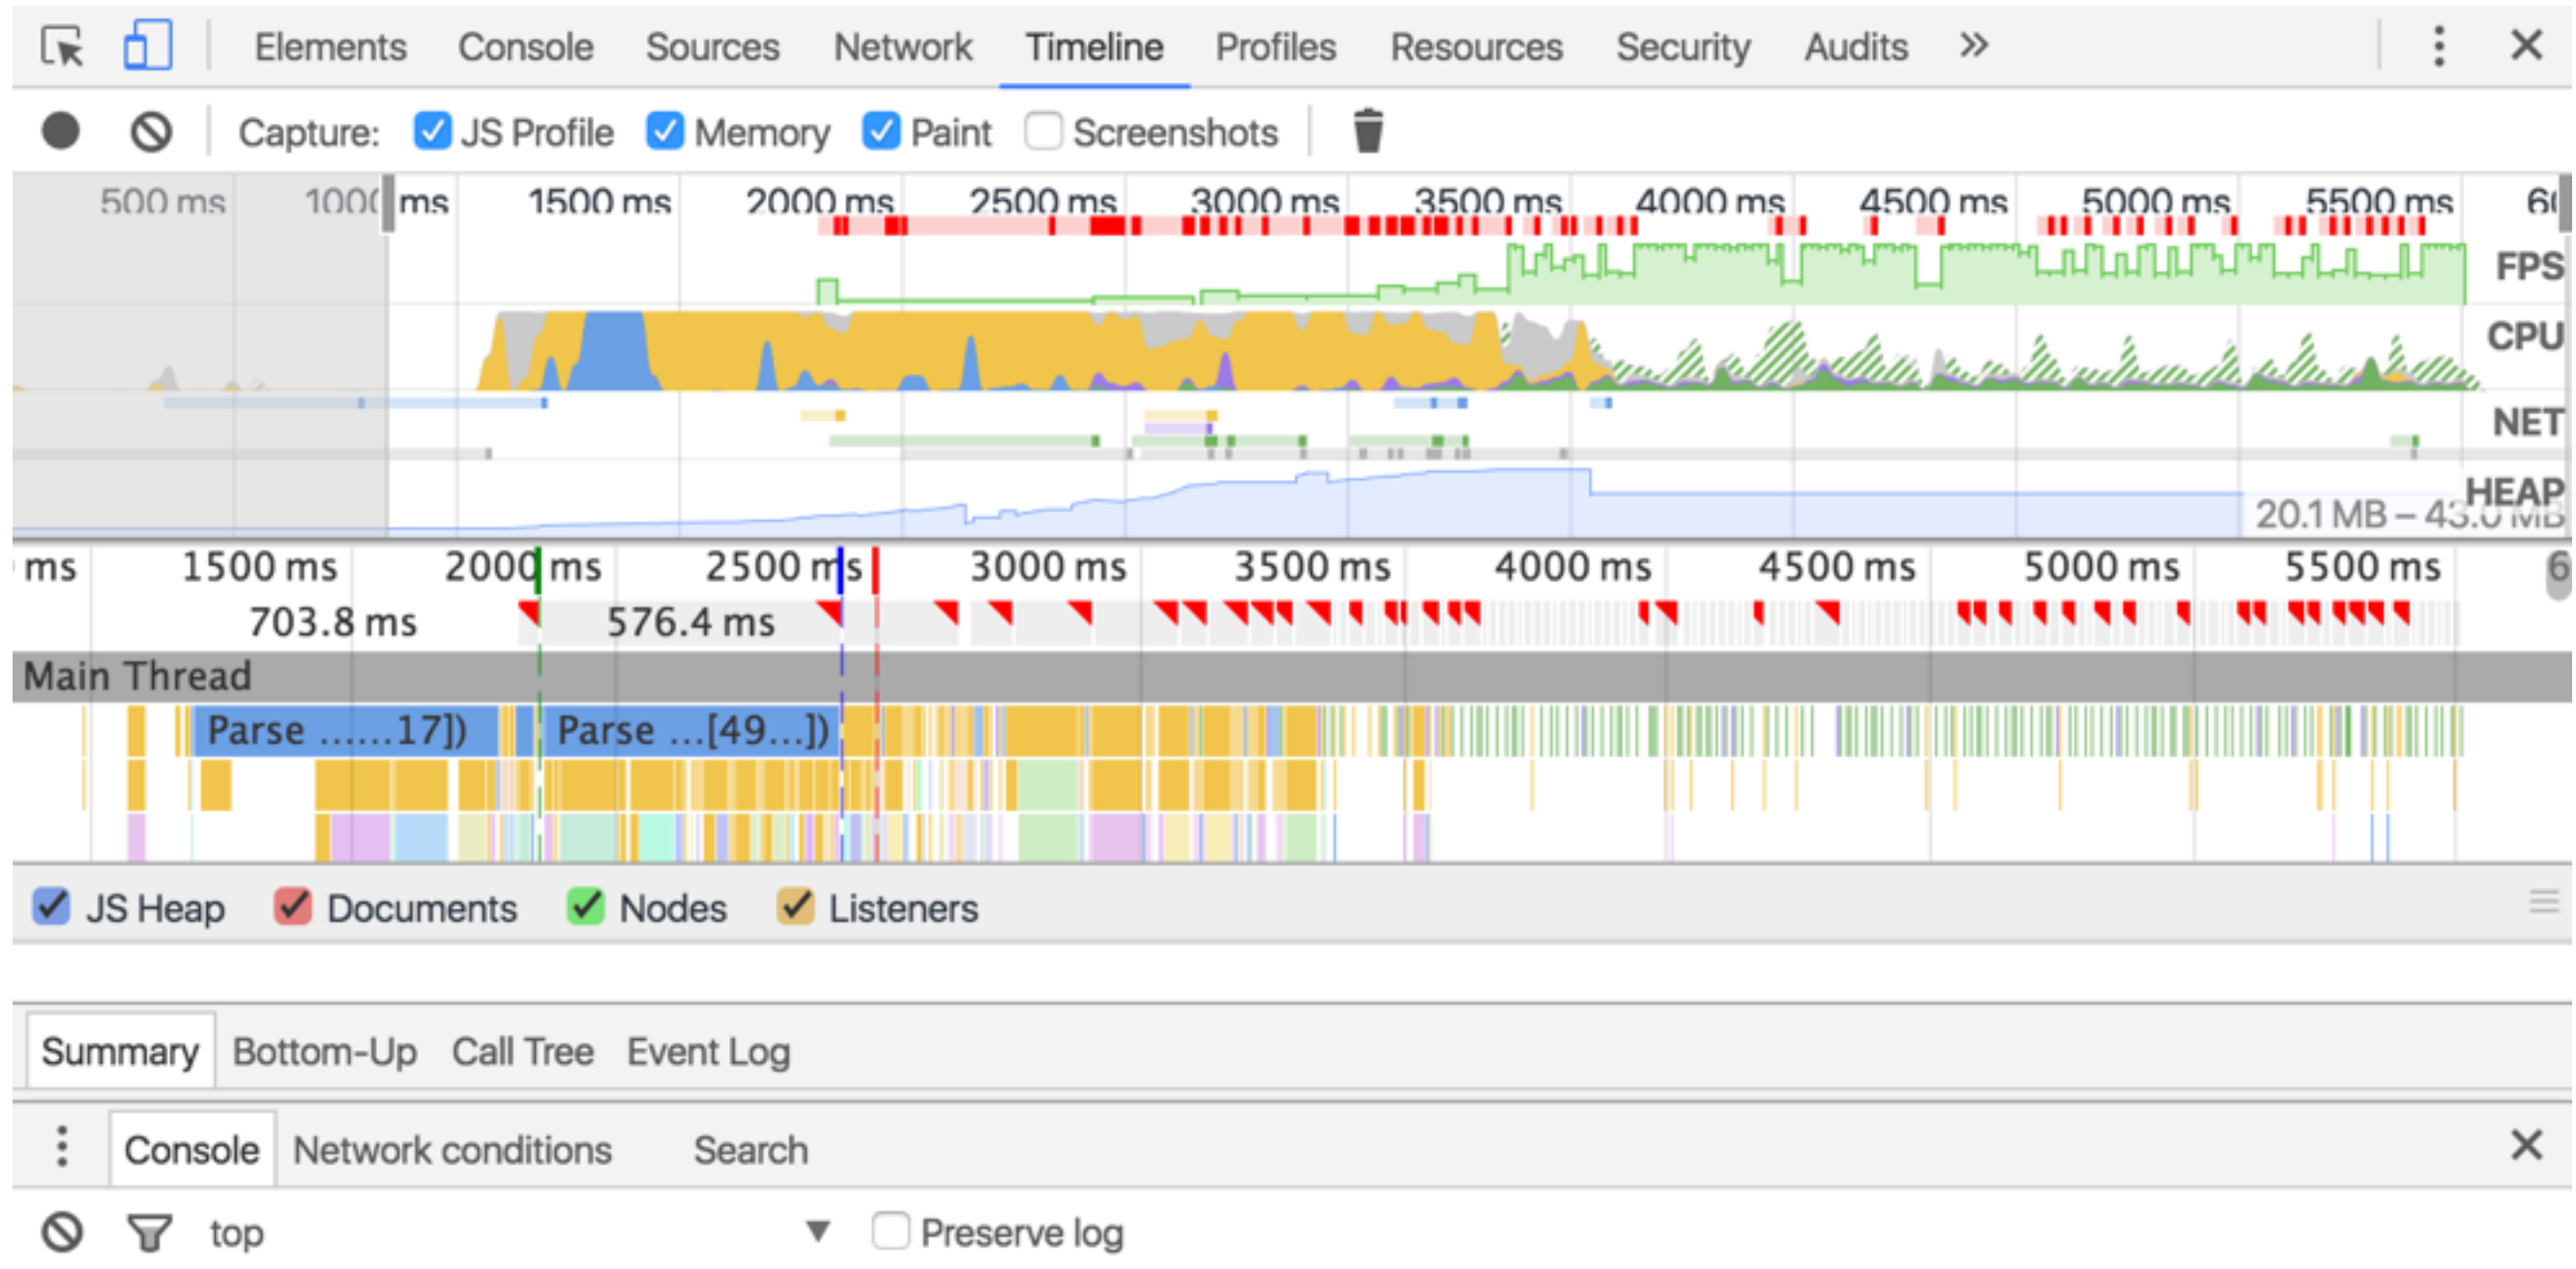 Elements Console Sources Network Timeline Profiles Resources Security Audits »
Capture: JS Profile Memory Paint Screenshots
500 ms 1000 ms 1500 ms 2000 ms 2500 ms 3000 ms 3500 ms 4000 ms 4500 ms 5000 ms 5500 ms
FPS
CPU
NET
HEAP
20.1 MB – 43.0 MB
ms 1500 ms 2000 ms 2500 ms 3000 ms 3500 ms 4000 ms 4500 ms 5000 ms 5500 ms 6
703.8 ms 576.4 ms
Main Thread
Parse ......17]) Parse ...[49...])
JS Heap Documents Nodes Listeners
Summary Bottom-Up Call Tree Event Log
Console Network conditions Search
top Preserve log